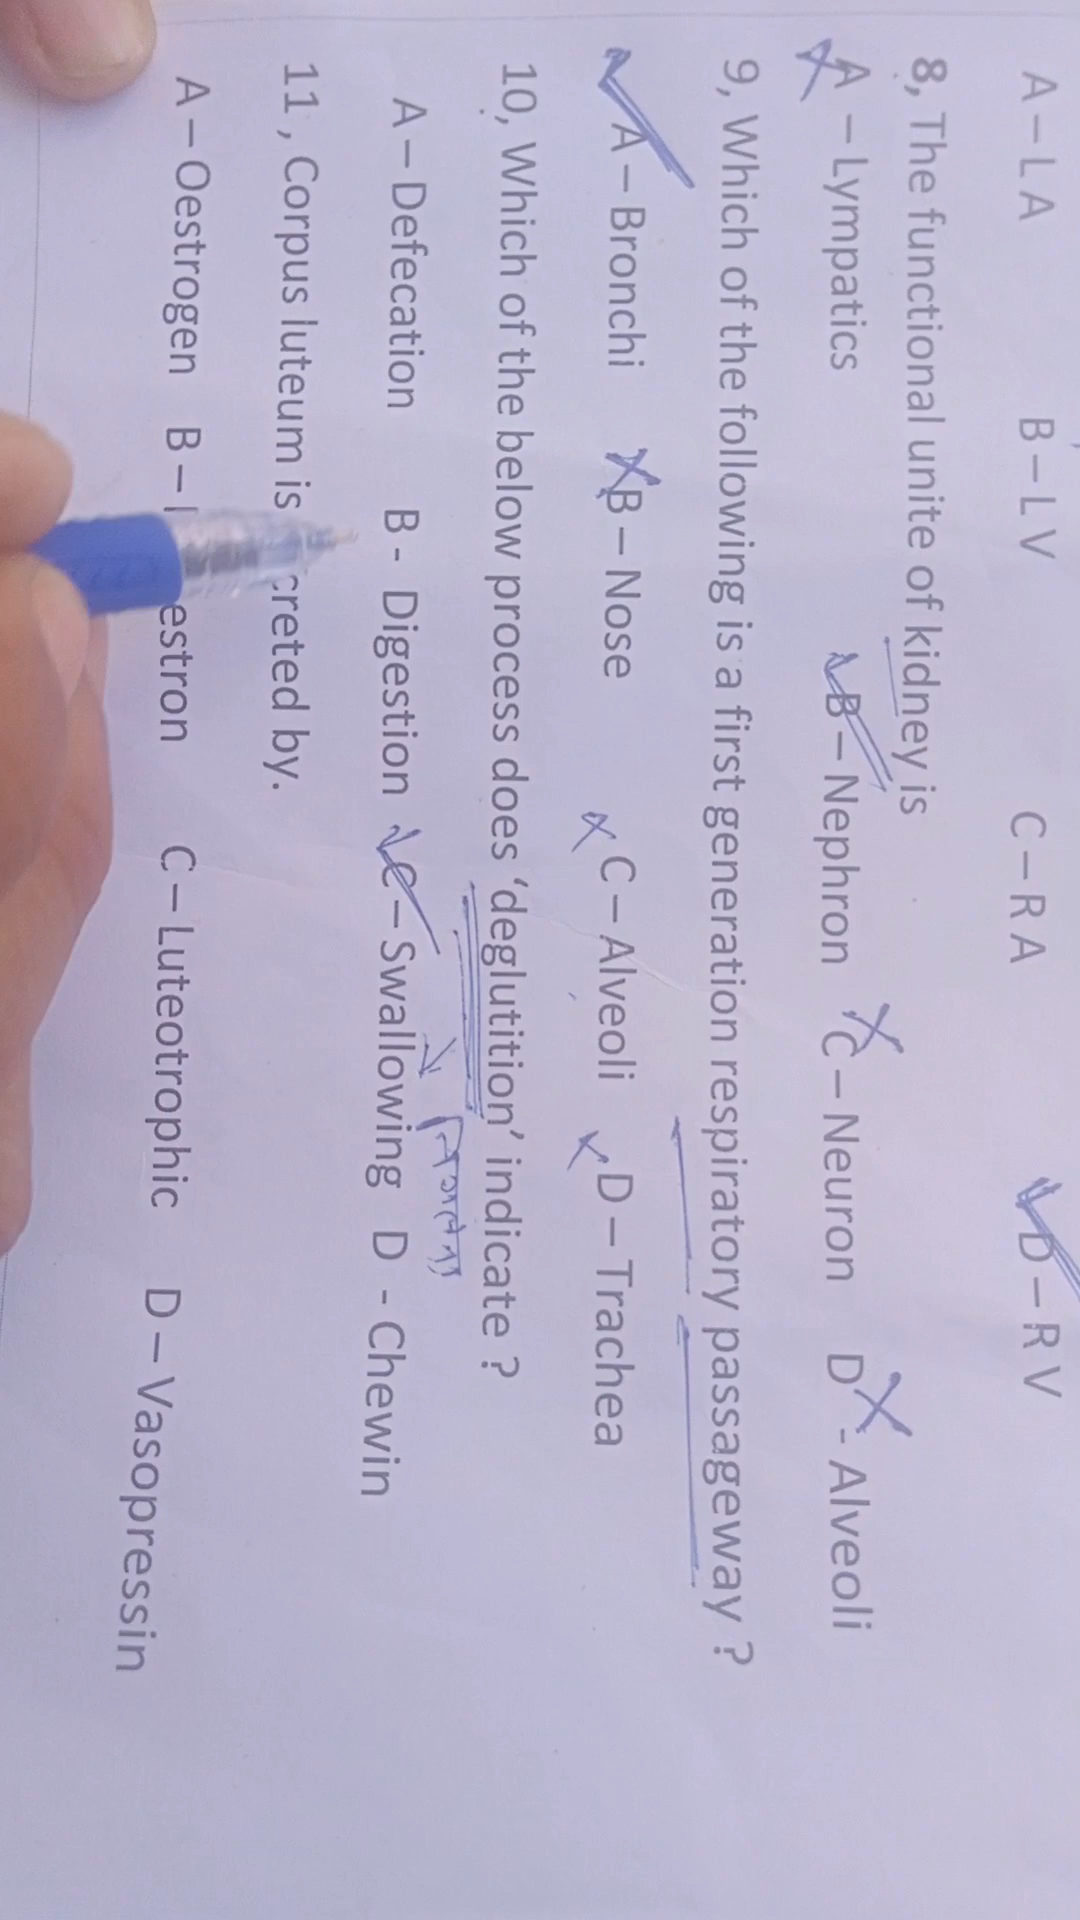 A – L A B – L V C – R A D – R V
8, The functional unite of kidney is
A – Lympatics B – Nephron C – Neuron D - Alveoli
9, Which of the following is a first generation respiratory passageway ?
A – Bronchi B – Nose C – Alveoli D – Trachea
10, Which of the below process does ‘deglutition’ indicate ?
A – Defecation B - Digestion C – Swallowing D - Chewin
11 , Corpus luteum is creted by.
A – Oestrogen B – estron C – Luteotrophic D – Vasopressin